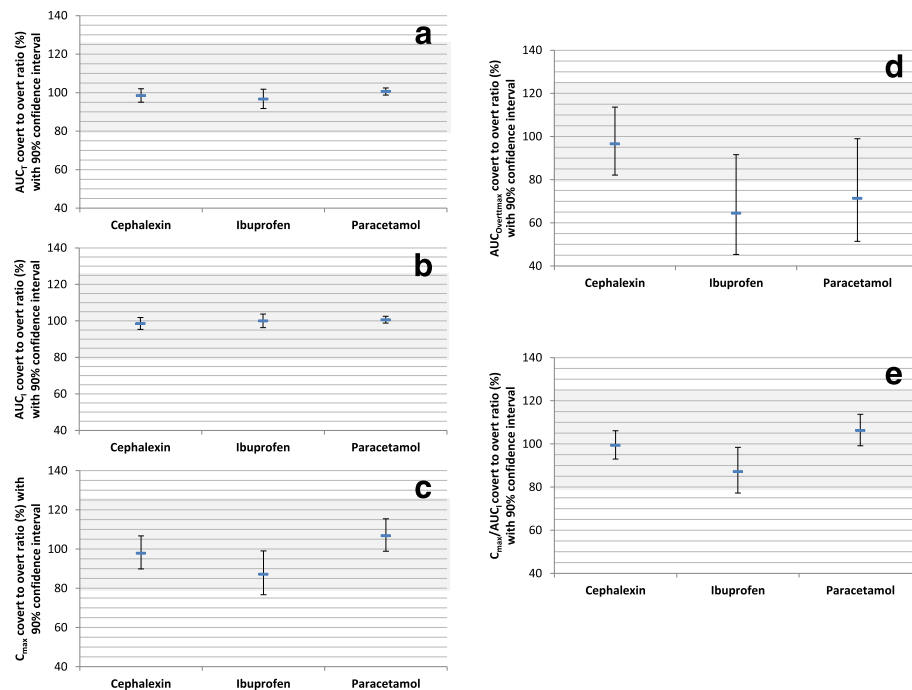 a
AUCT covert to overt ratio (%)
with 90% confidence interval
140
120
100
80
60
40
Cephalexin Ibuprofen Paracetamol
b
AUCI covert to overt ratio (%)
with 90% confidence interval
140
120
100
80
60
40
Cephalexin Ibuprofen Paracetamol
c
Cmax covert to overt ratio (%) with
90% confidence interval
140
120
100
80
60
40
Cephalexin Ibuprofen Paracetamol
d
AUCOverttmax covert to overt ratio (%)
with 90% confidence interval
140
120
100
80
60
40
Cephalexin Ibuprofen Paracetamol
e
Cmax/AUCI covert to overt ratio (%)
with 90% confidence interval
140
120
100
80
60
40
Cephalexin Ibuprofen Paracetamol